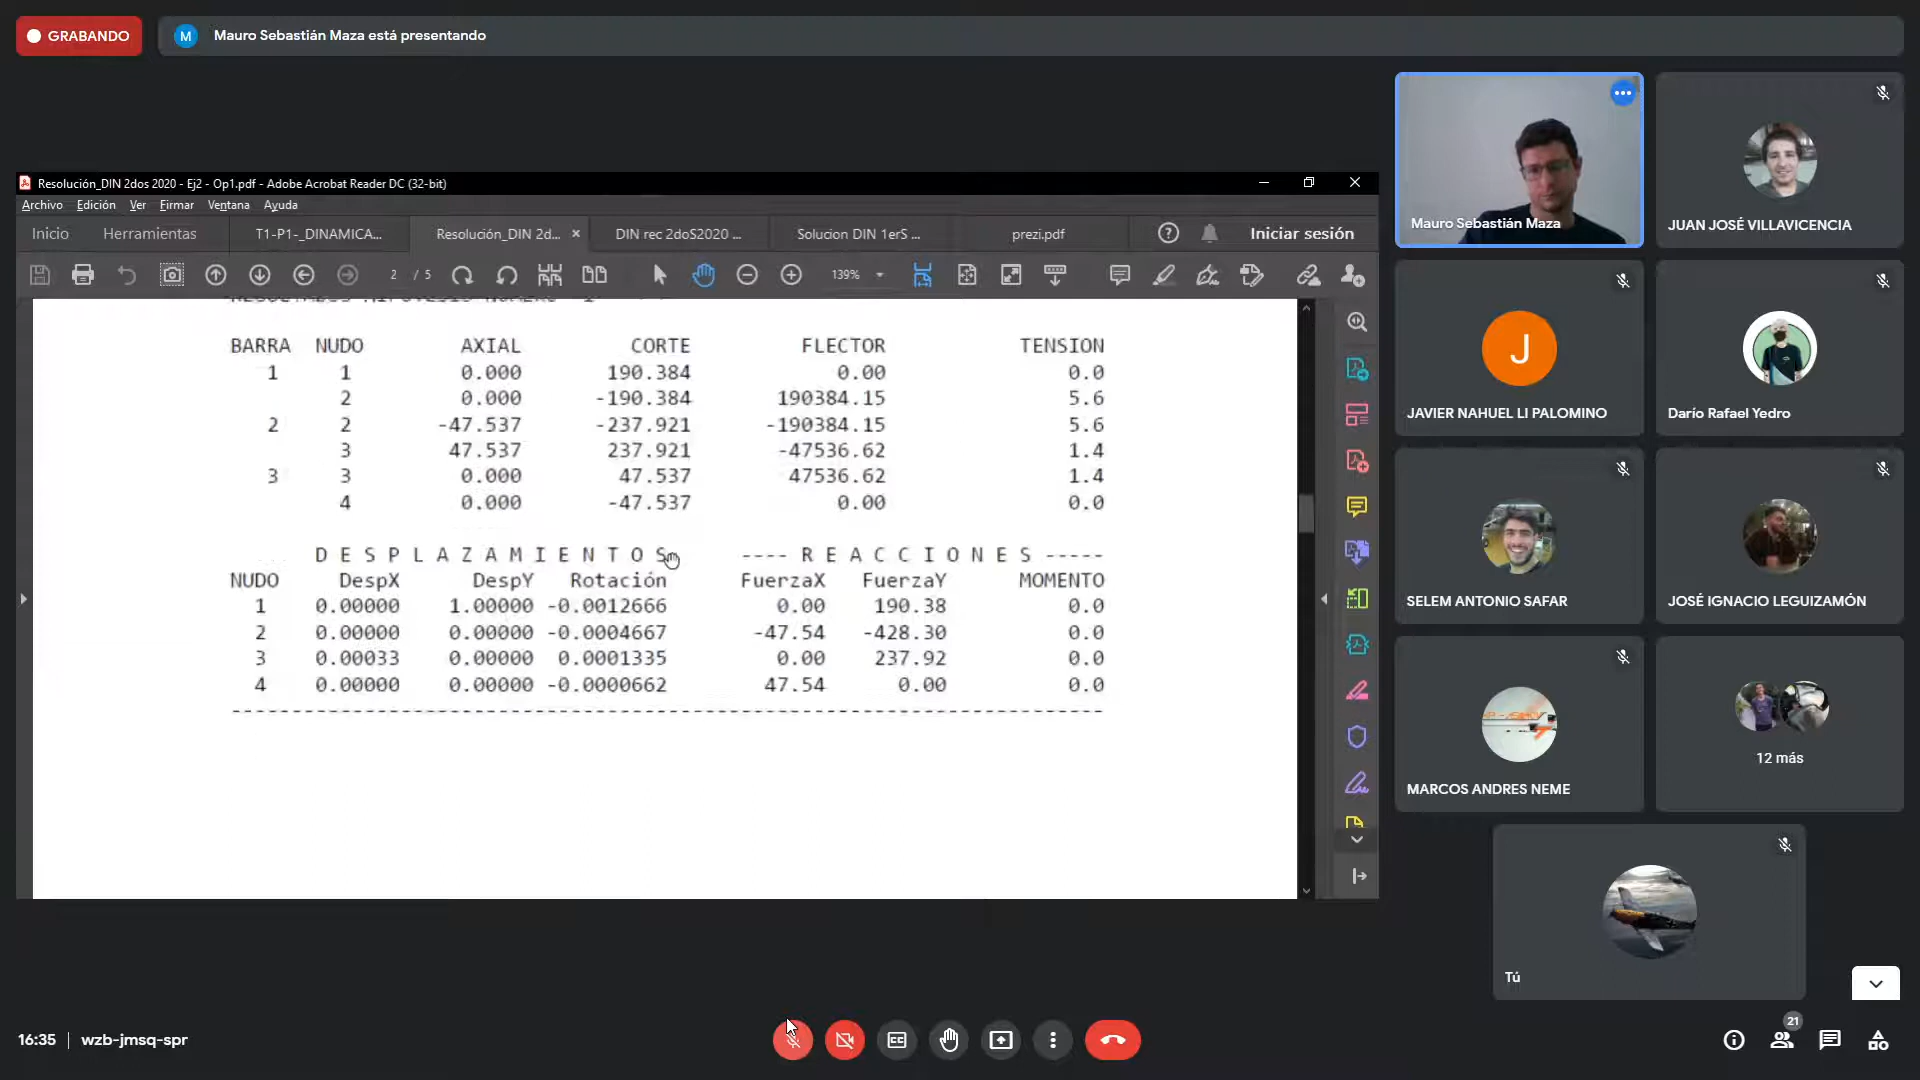 GRABANDO
M
Mauro Sebastián Maza está presentando
Resolución_DIN 2dos 2020 - Ej2 - Op1.pdf - Adobe Acrobat Reader DC (32-bit)
Archivo Edición Ver Firmar Ventana Ayuda
Inicio Herramientas T1-P1-_DINAMICA... Resolución_DIN 2d... × DIN rec 2doS2020 ... Solucion DIN 1erS ... prezi.pdf Iniciar sesión
2 / 5 139%
BARRA NUDO AXIAL CORTE FLECTOR TENSION
1 1 0.000 190.384 0.00 0.0
2 0.000 -190.384 190384.15 5.6
2 2 -47.537 -237.921 -190384.15 5.6
3 47.537 237.921 -47536.62 1.4
3 3 0.000 47.537 47536.62 1.4
4 0.000 -47.537 0.00 0.0
D E S P L A Z A M I E N T O S ---- R E A C C I O N E S -----
NUDO DespX DespY Rotación FuerzaX FuerzaY MOMENTO
1 0.00000 1.00000 -0.0012666 0.00 190.38 0.0
2 0.00000 0.00000 -0.0004667 -47.54 -428.30 0.0
3 0.00033 0.00000 0.0001335 0.00 237.92 0.0
4 0.00000 0.00000 -0.0000662 47.54 0.00 0.0
Mauro Sebastián Maza
JUAN JOSÉ VILLAVICENCIA
J
JAVIER NAHUEL LI PALOMINO
Darío Rafael Yedro
SELEM ANTONIO SAFAR
JOSÉ IGNACIO LEGUIZAMÓN
MARCOS ANDRES NEME
12 más
Tú
16:35 | wzb-jmsq-spr
21